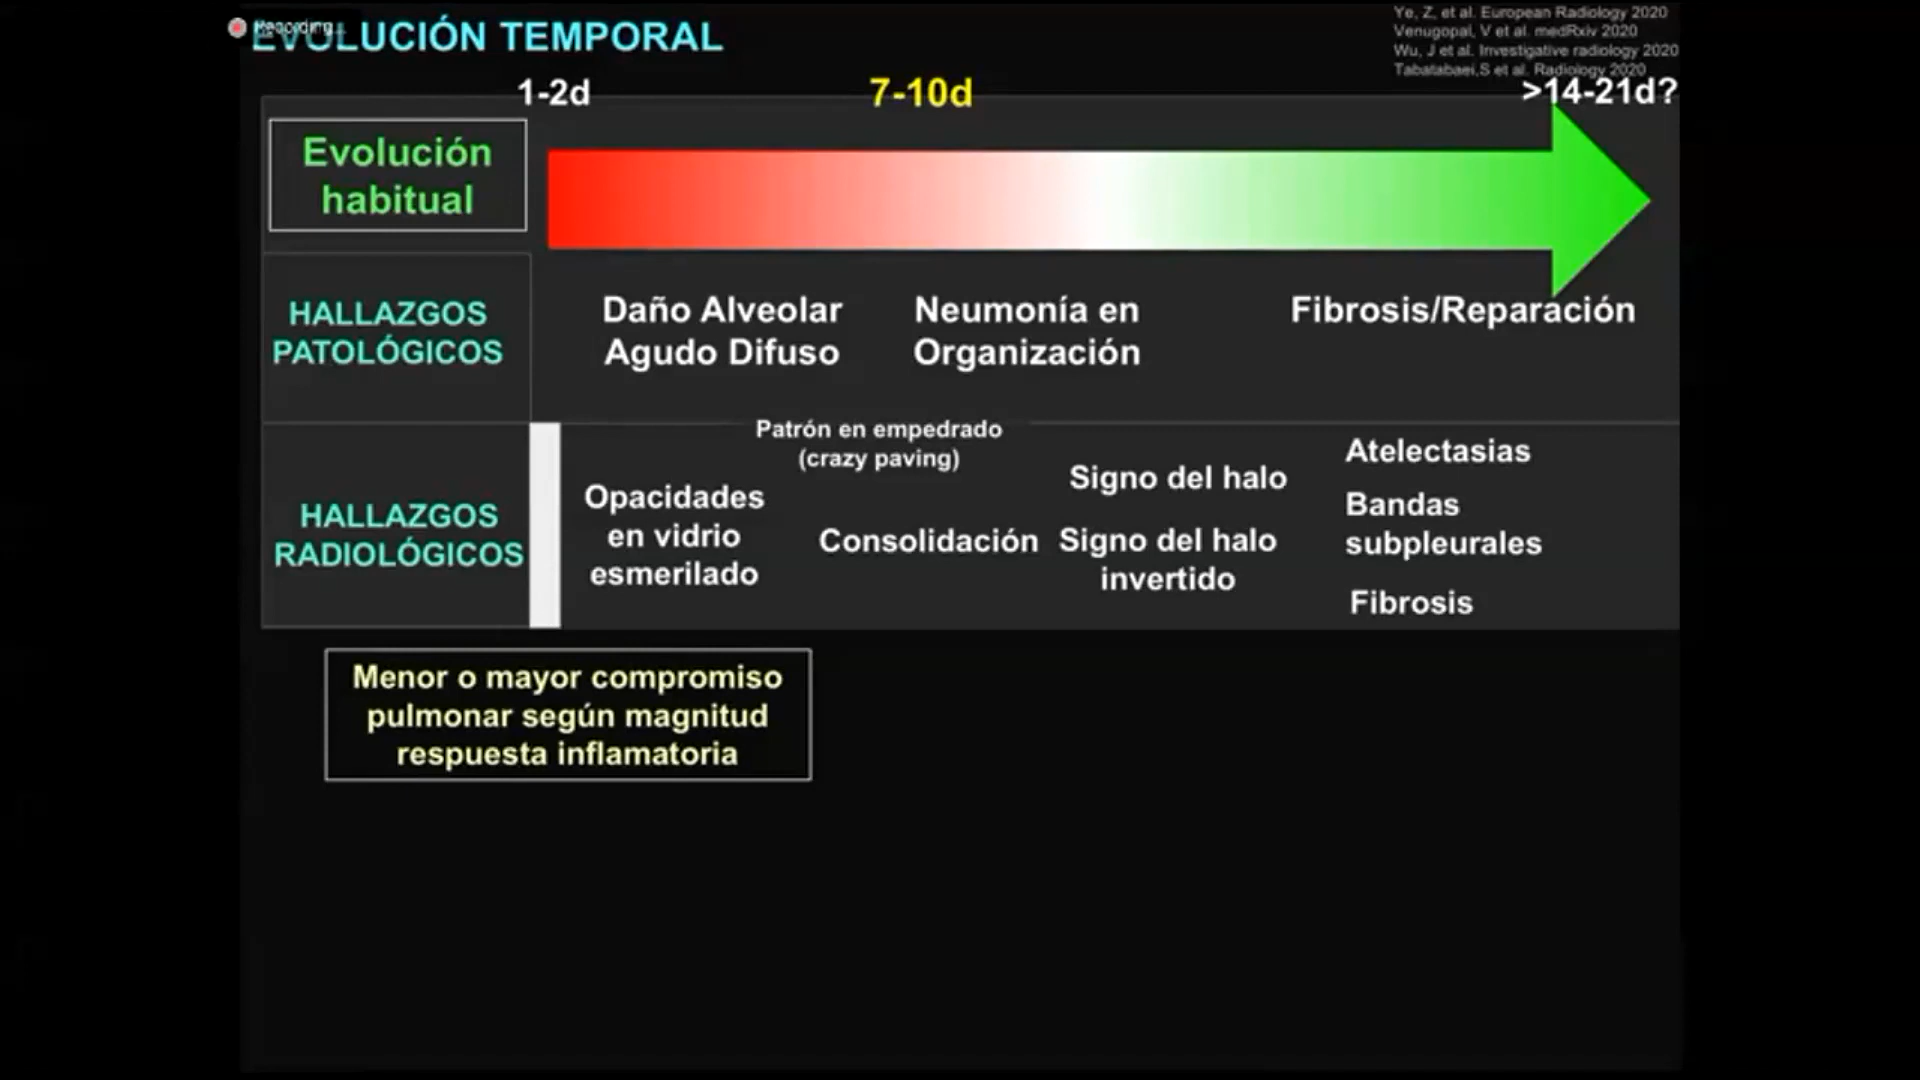 Recording...
EVOLUCIÓN TEMPORAL
Ye, Z, et al. European Radiology 2020
Venugopal, V et al. medRxiv 2020
Wu, J et al. Investigative radiology 2020
Tabatabaei,S et al. Radiology 2020
1-2d
7-10d
>14-21d?
Evolución
habitual
HALLAZGOS
PATOLÓGICOS
Daño Alveolar
Agudo Difuso
Neumonía en
Organización
Fibrosis/Reparación
HALLAZGOS
RADIOLÓGICOS
Opacidades
en vidrio
esmerilado
Patrón en empedrado
(crazy paving)
Consolidación
Signo del halo
Signo del halo
invertido
Atelectasias
Bandas
subpleurales
Fibrosis
Menor o mayor compromiso
pulmonar según magnitud
respuesta inflamatoria